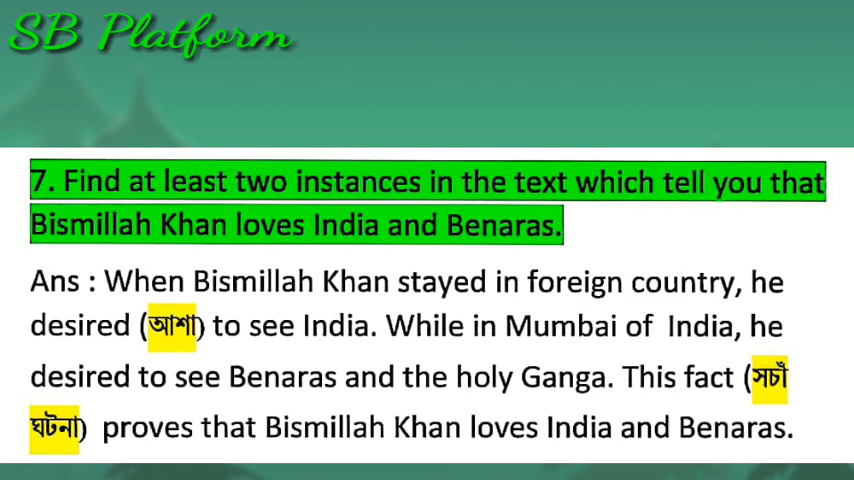 SB Platform
7. Find at least two instances in the text which tell you that
Bismillah Khan loves India and Benaras.
Ans : When Bismillah Khan stayed in foreign country, he
desired (আশা) to see India. While in Mumbai of India, he
desired to see Benaras and the holy Ganga. This fact (সচাঁ
ঘটনা) proves that Bismillah Khan loves India and Benaras.